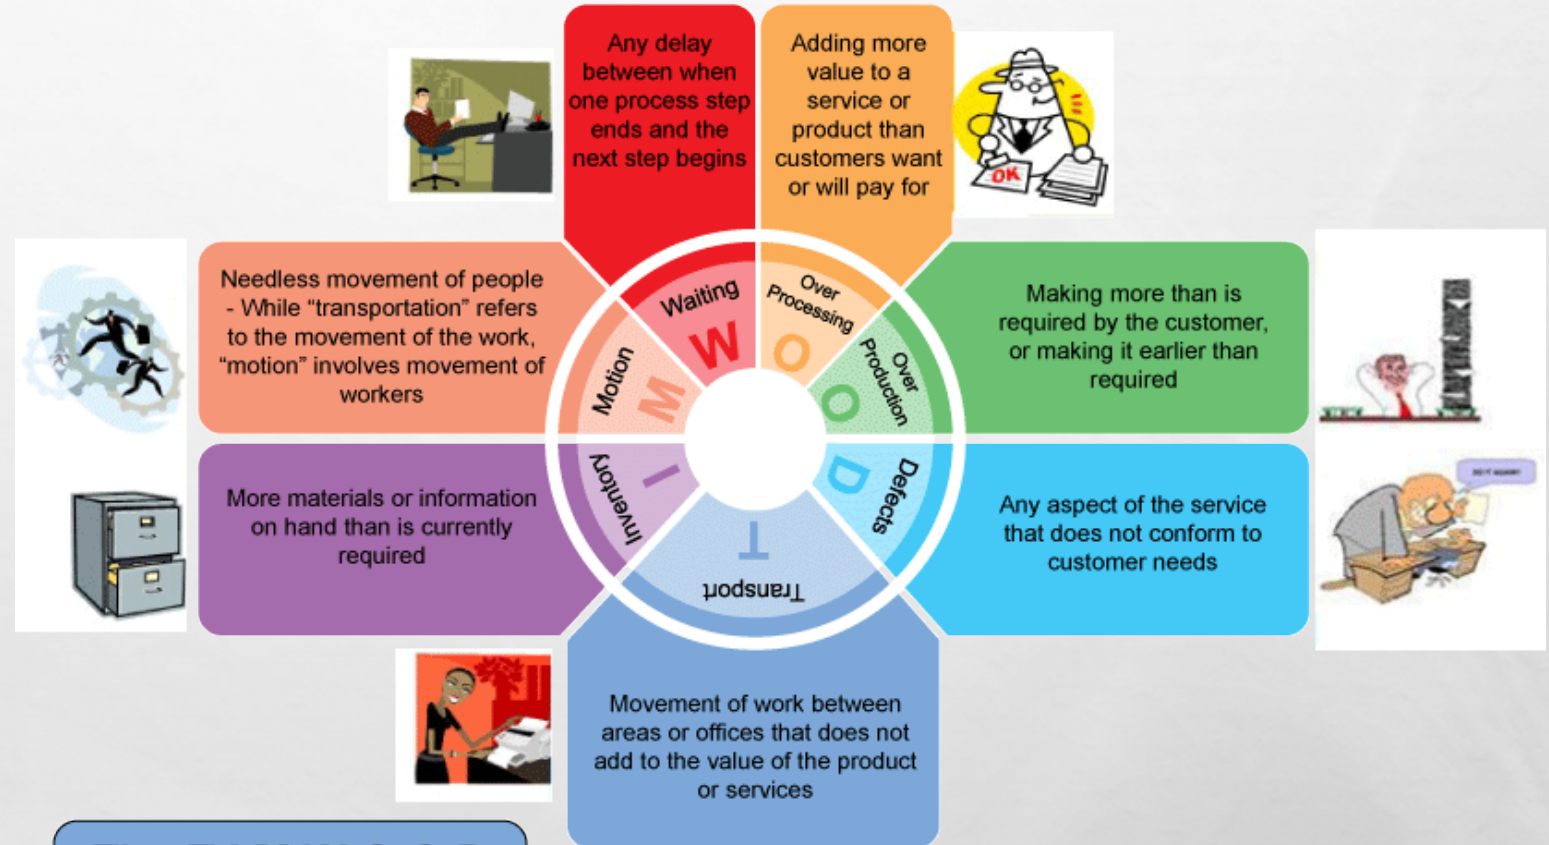 Any delay
between when
one process step
ends and the
next step begins
Adding more
value to a
service or
product than
customers want
or will pay for
OK
Needless movement of people
- While “transportation” refers
to the movement of the work,
“motion” involves movement of
workers
Making more than is
required by the customer,
or making it earlier than
required
Waiting
W
Over
Processing
O
Over
Production
O
Motion
M
Inventory
I
Defects
D
T
Transport
More materials or information
on hand than is currently
required
Any aspect of the service
that does not conform to
customer needs
DO IT AGAIN!!
Movement of work between
areas or offices that does not
add to the value of the product
or services